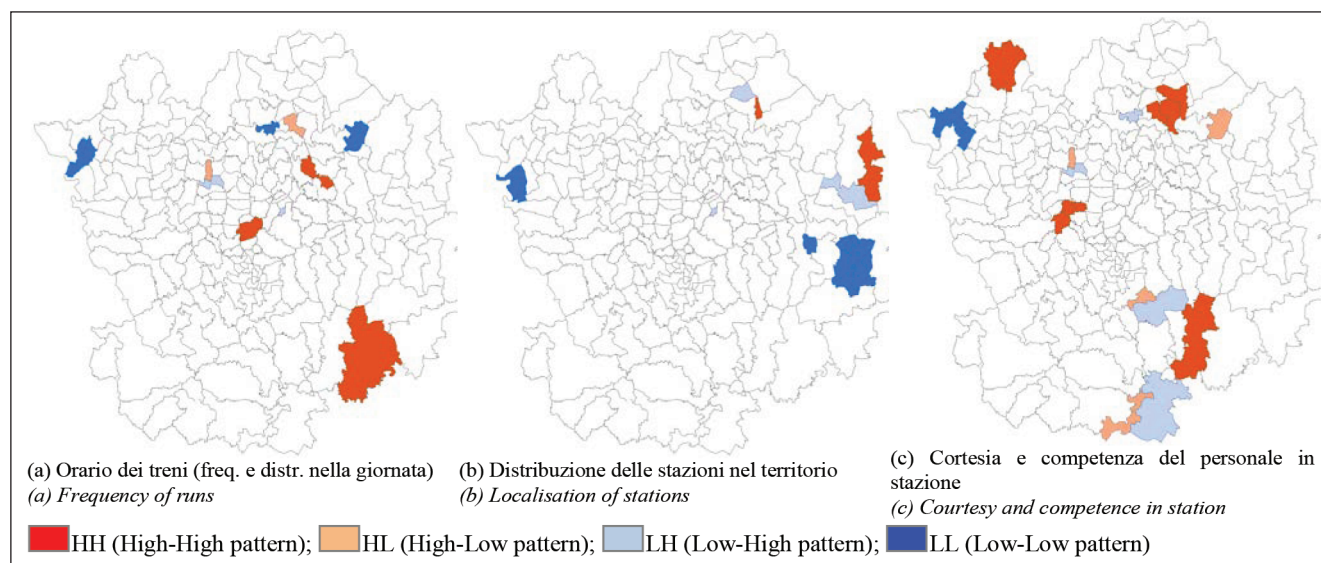 (a) Orario dei treni (freq. e distr. nella giornata)
(a) Frequency of runs
(b) Distribuzione delle stazioni nel territorio
(b) Localisation of stations
(c) Cortesia e competenza del personale in
stazione
(c) Courtesy and competence in station
HH (High-High pattern); HL (High-Low pattern); LH (Low-High pattern); LL (Low-Low pattern)